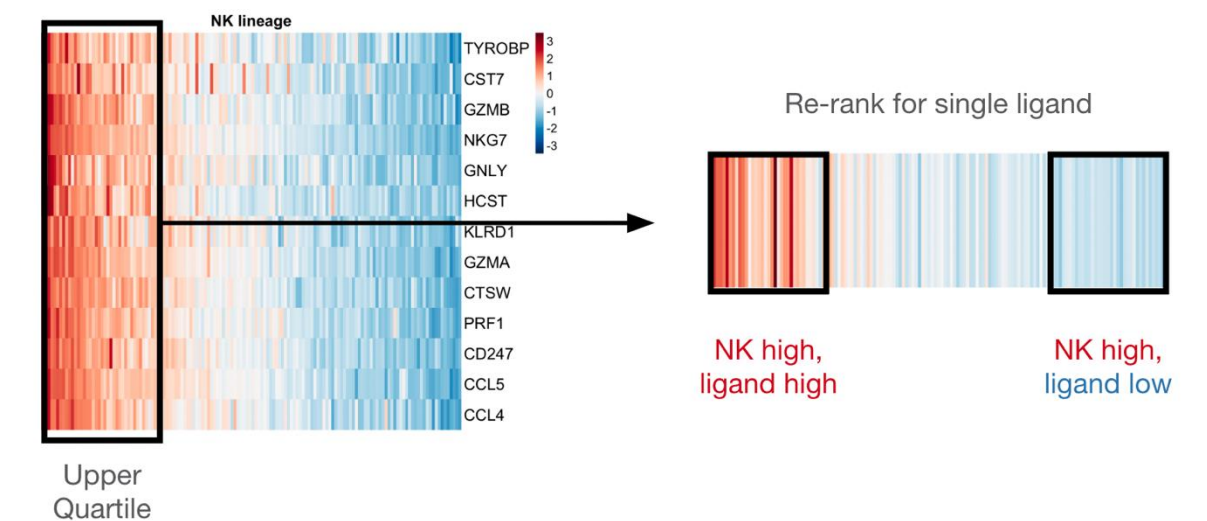 NK lineage
TYROBP
CST7
GZMB
NKG7
GNLY
HCST
KLRD1
GZMA
CTSW
PRF1
CD247
CCL5
CCL4
3
2
1
0
-1
-2
-3
Upper
Quartile
Re-rank for single ligand
NK high,
ligand high
NK high,
ligand low